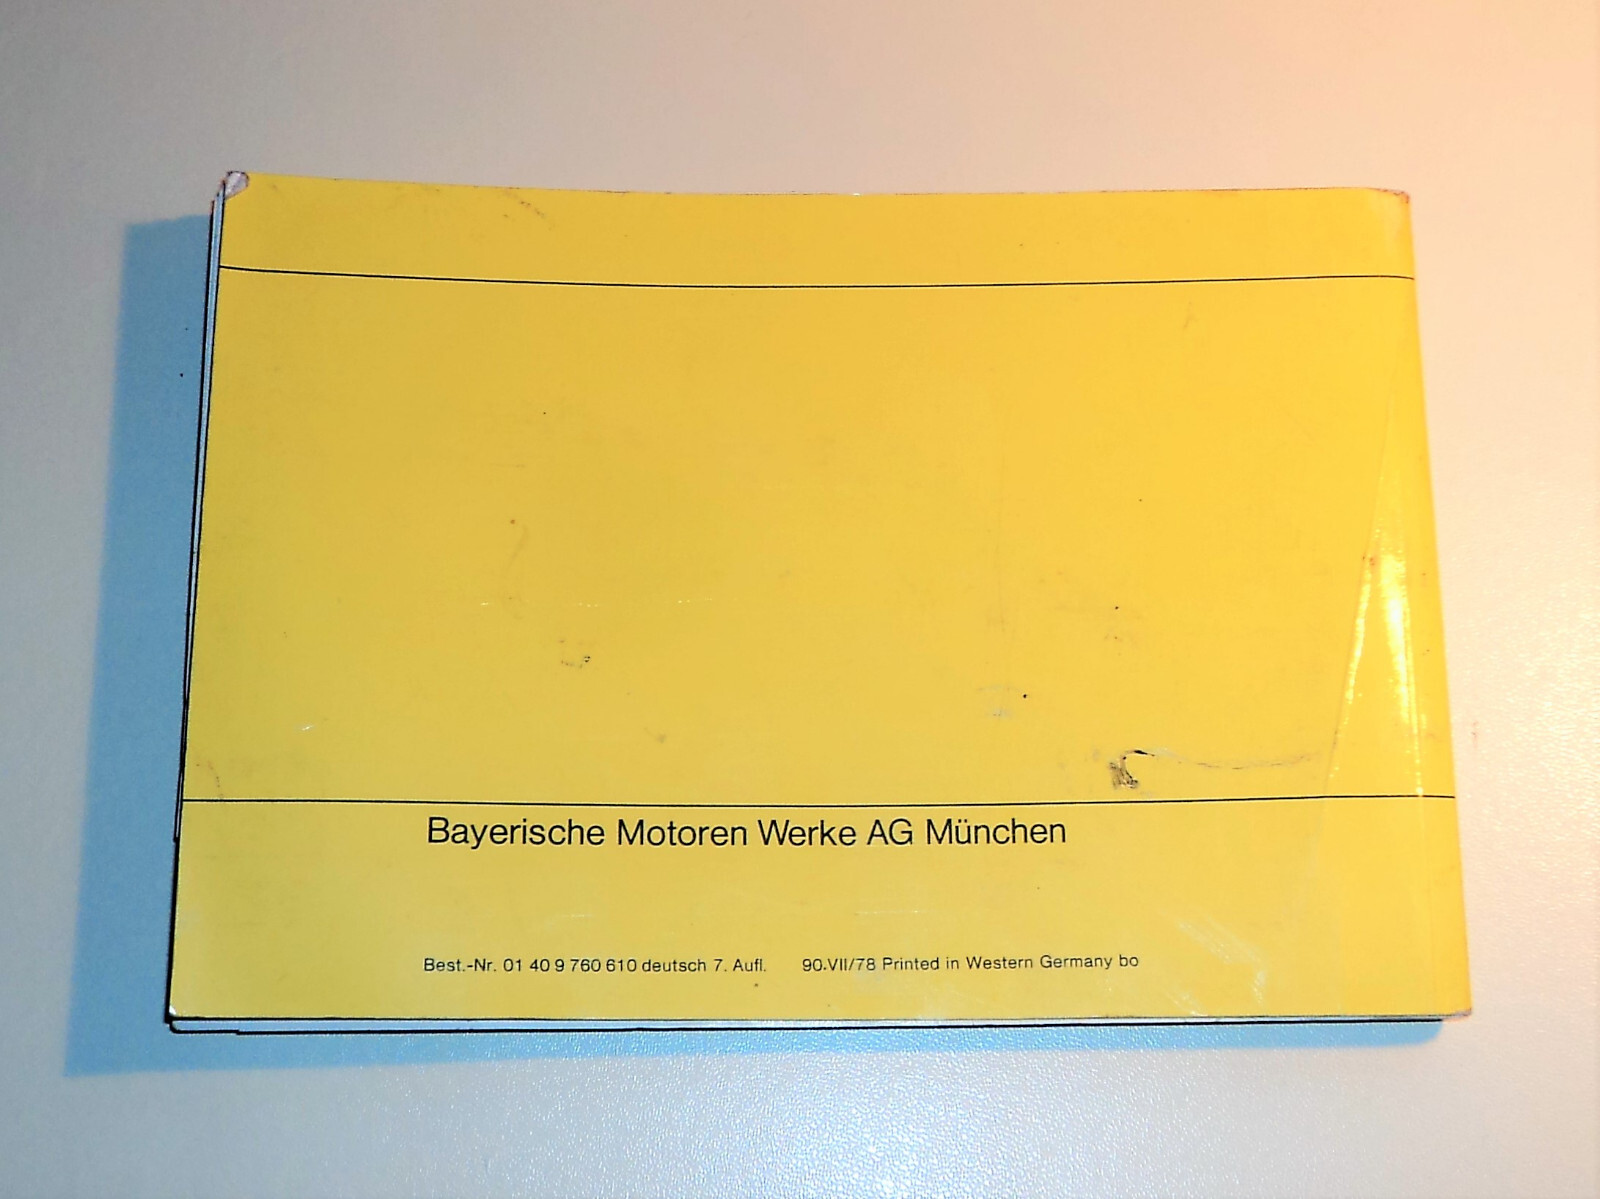 Bayerische Motoren Werke AG München
Best.-Nr. 01 40 9 760 610 deutsch 7. Aufl. 90.VII/78 Printed in Western Germany bo